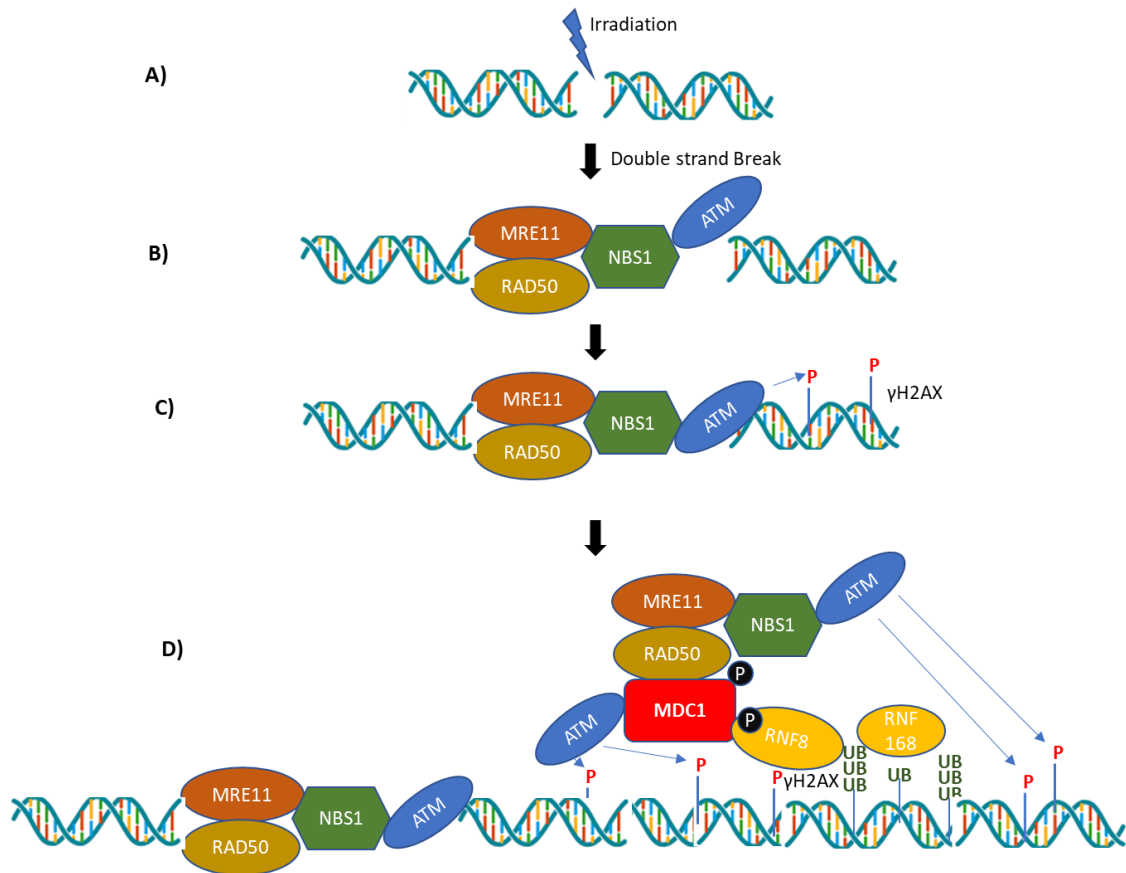 Irradiation
A)
Double strand Break
ATM
MRE11
NBS1
B)
RAD50
P
P
γH2AX
MRE11
ATM
C)
NBS1
RAD50
ATM
MRE11
NBS1
D)
RAD50
P
MDC1
ATM
P
RNF8
RNF
168
UB
UB
UB
UB
UB
UB
UB
P
P
P
γH2AX
P
P
MRE11
NBS1
ATM
RAD50